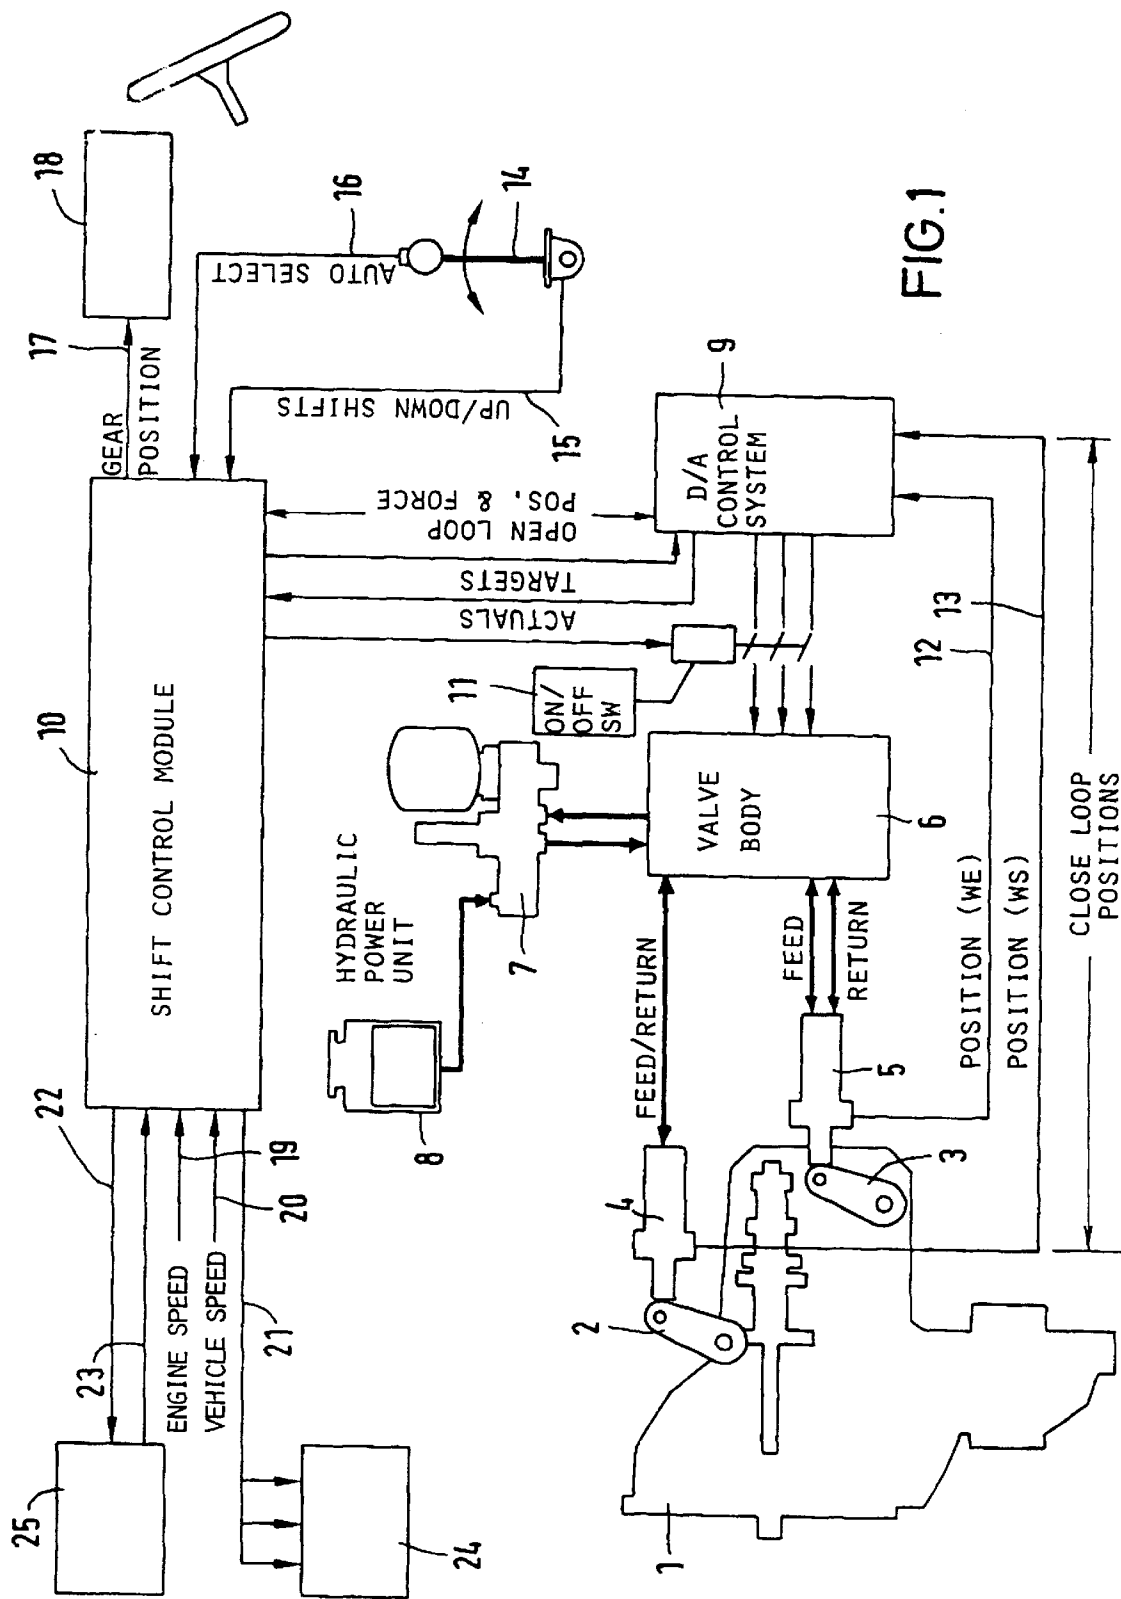 25
22
10
17
18
23
SHIFT CONTROL MODULE
GEAR
POSITION
ENGINE SPEED
19
VEHICLE SPEED
20
21
24
AUTO SELECT
16
UP/DOWN SHIFTS
15
14
HYDRAULIC
POWER
UNIT
8
7
ACTUALS
TARGETS
OPEN LOOP
POS. & FORCE
11
ON/
OFF
SW
D/A
CONTROL
SYSTEM
9
FEED/RETURN
VALVE
BODY
6
FEED
RETURN
2
4
5
3
1
12
13
POSITION (WE)
POSITION (WS)
CLOSE LOOP
POSITIONS
FIG.1